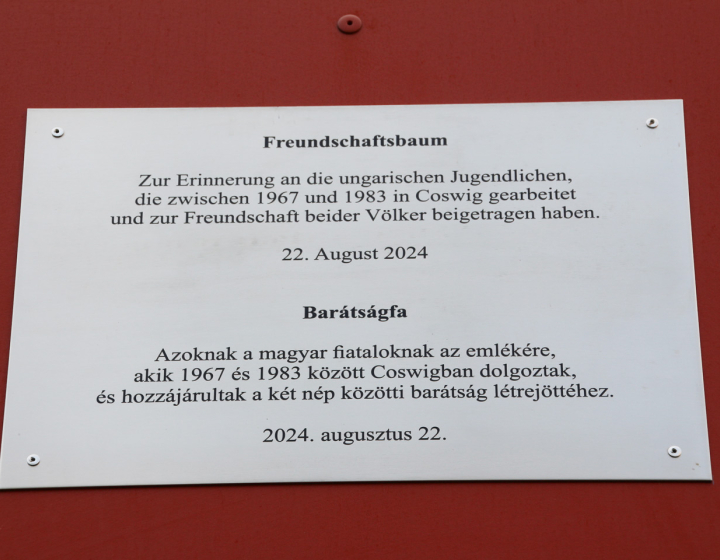 Freundschaftsbaum
Zur Erinnerung an die ungarischen Jugendlichen,
die zwischen 1967 und 1983 in Coswig gearbeitet
und zur Freundschaft beider Völker beigetragen haben.
22. August 2024
Barátságfa
Azoknak a magyar fiataloknak az emlékére,
akik 1967 és 1983 között Coswigban dolgoztak,
és hozzájárultak a két nép közötti barátság létrejöttéhez.
2024. augusztus 22.